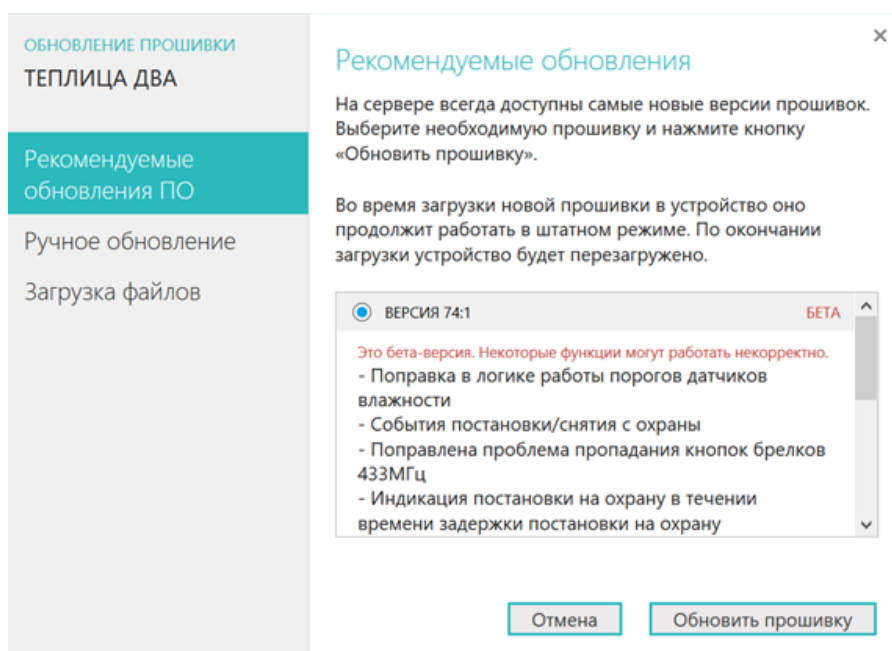 ОБНОВЛЕНИЕ ПРОШИВКИ
ТЕПЛИЦА ДВА
Рекомендуемые
обновления ПО
Ручное обновление
Загрузка файлов
Рекомендуемые обновления
На сервере всегда доступны самые новые версии прошивок.
Выберите необходимую прошивку и нажмите кнопку
«Обновить прошивку».
Во время загрузки новой прошивки в устройство оно
продолжит работать в штатном режиме. По окончании
загрузки устройство будет перезагружено.
ВЕРСИЯ 74:1 БЕТА
Это бета-версия. Некоторые функции могут работать некорректно.
- Поправка в логике работы порогов датчиков
влажности
- События постановки/снятия с охраны
- Поправлена проблема пропадания кнопок брелков
433МГц
- Индикация постановки на охрану в течении
времени задержки постановки на охрану
Отмена
Обновить прошивку